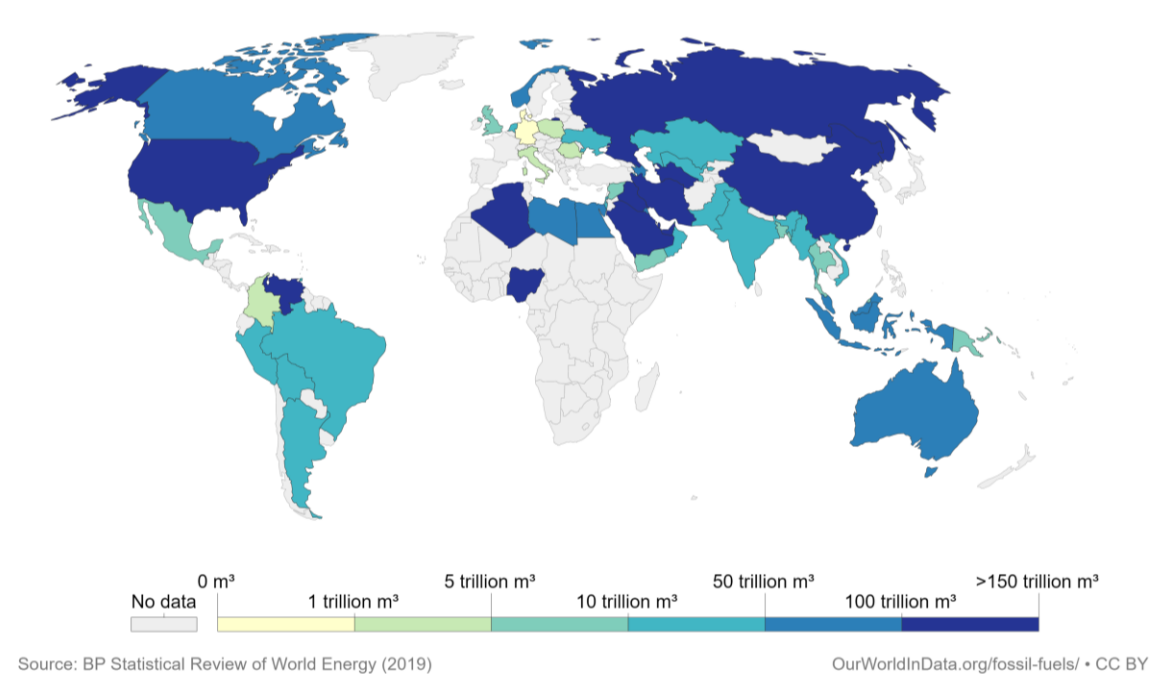 0 m³ 5 trillion m³ 50 trillion m³ >150 trillion m³
No data 1 trillion m³ 10 trillion m³ 100 trillion m³
Source: BP Statistical Review of World Energy (2019) OurWorldInData.org/fossil-fuels/ • CC BY